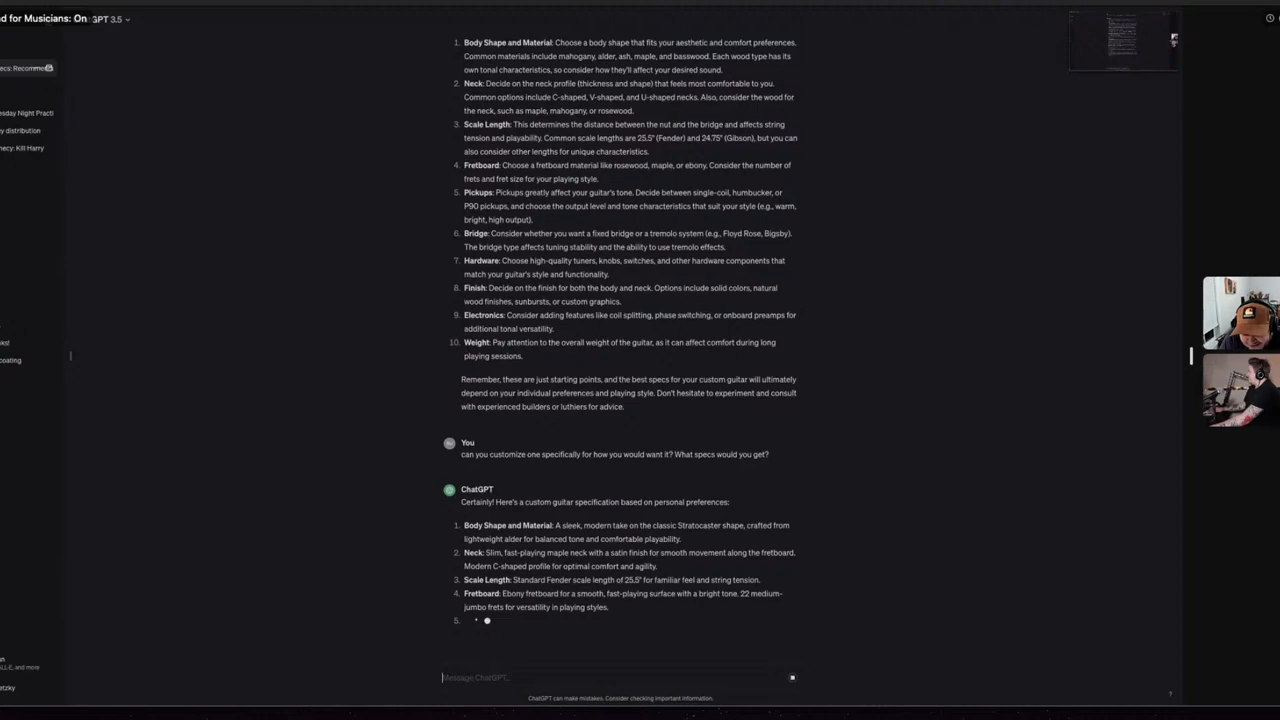 d for Musicians: On GPT 3.5
ecs: Recomme
esday Night Practi
y distribution
hecy: Kill Harry
ks!
coating
LL·E, and more
etzky
1. Body Shape and Material: Choose a body shape that fits your aesthetic and comfort preferences.
Common materials include mahogany, alder, ash, maple, and basswood. Each wood type has its
own tonal characteristics, so consider how they'll affect your desired sound.
2. Neck: Decide on the neck profile (thickness and shape) that feels most comfortable to you.
Common options include C-shaped, V-shaped, and U-shaped necks. Also, consider the wood for
the neck, such as maple, mahogany, or rosewood.
3. Scale Length: This determines the distance between the nut and the bridge and affects string
tension and playability. Common scale lengths are 25.5" (Fender) and 24.75" (Gibson), but you can
also consider other lengths for unique characteristics.
4. Fretboard: Choose a fretboard material like rosewood, maple, or ebony. Consider the number of
frets and fret size for your playing style.
5. Pickups: Pickups greatly affect your guitar's tone. Decide between single-coil, humbucker, or
P90 pickups, and choose the output level and tone characteristics that suit your style (e.g., warm,
bright, high output).
6. Bridge: Consider whether you want a fixed bridge or a tremolo system (e.g., Floyd Rose, Bigsby).
The bridge type affects tuning stability and the ability to use tremolo effects.
7. Hardware: Choose high-quality tuners, knobs, switches, and other hardware components that
match your guitar's style and functionality.
8. Finish: Decide on the finish for both the body and neck. Options include solid colors, natural
wood finishes, sunbursts, or custom graphics.
9. Electronics: Consider adding features like coil splitting, phase switching, or onboard preamps for
additional tonal versatility.
10. Weight: Pay attention to the overall weight of the guitar, as it can affect comfort during long
playing sessions.
Remember, these are just starting points, and the best specs for your custom guitar will ultimately
depend on your individual preferences and playing style. Don't hesitate to experiment and consult
with experienced builders or luthiers for advice.
You
can you customize one specifically for how you would want it? What specs would you get?
ChatGPT
Certainly! Here's a custom guitar specification based on personal preferences:
1. Body Shape and Material: A sleek, modern take on the classic Stratocaster shape, crafted from
lightweight alder for balanced tone and comfortable playability.
2. Neck: Slim, fast-playing maple neck with a satin finish for smooth movement along the fretboard.
Modern C-shaped profile for optimal comfort and agility.
3. Scale Length: Standard Fender scale length of 25.5" for familiar feel and string tension.
4. Fretboard: Ebony fretboard for a smooth, fast-playing surface with a bright tone. 22 medium-
jumbo frets for versatility in playing styles.
5.
Message ChatGPT...
ChatGPT can make mistakes. Consider checking important information.
?